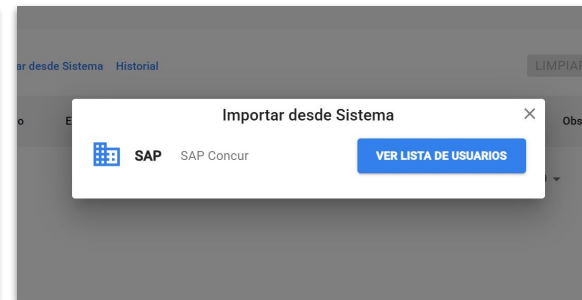 ar desde Sistema Historial
LIMPIAR
o E Obs
Importar desde Sistema
SAP SAP Concur VER LISTA DE USUARIOS